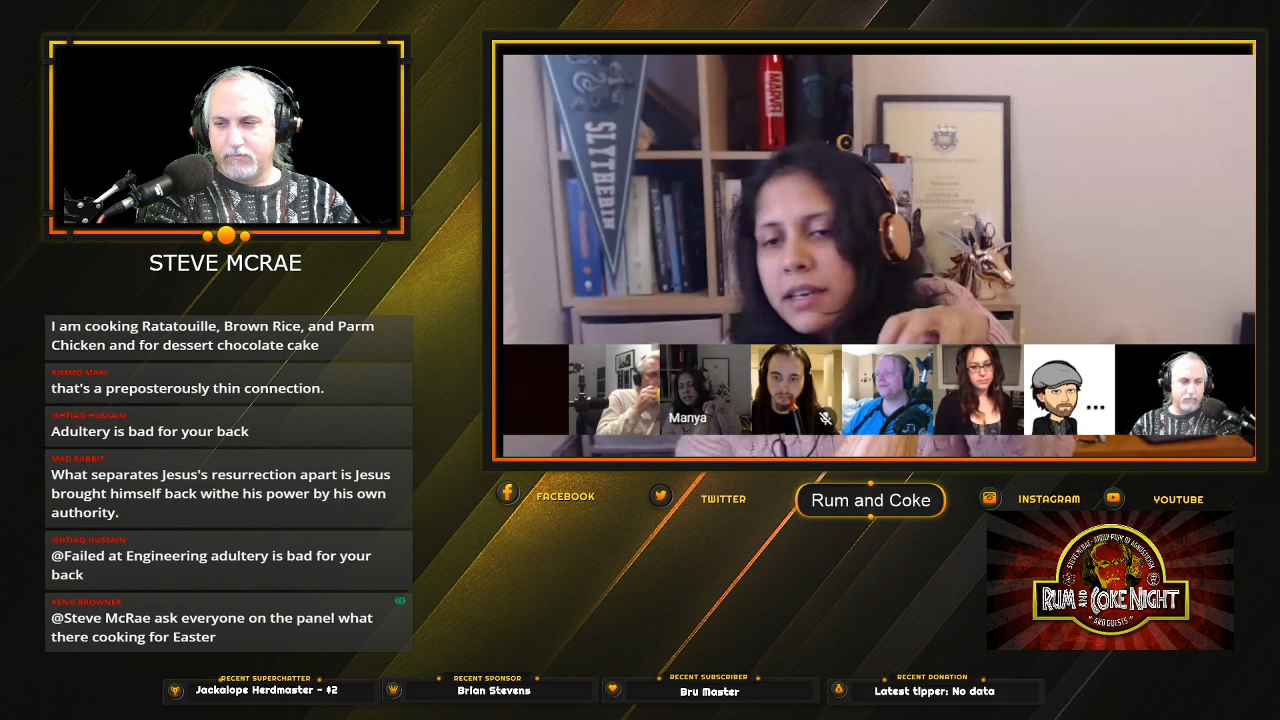 STEVE MCRAE
I am cooking Ratatouille, Brown Rice, and Parm
Chicken and for dessert chocolate cake
KIMMO MAKI
that's a preposterously thin connection.
ISHTIAQ HUSSAIN
Adultery is bad for your back
MAD RABBIT
What separates Jesus's resurrection apart is Jesus
brought himself back withe his power by his own
authority.
ISHTIAQ HUSSAIN
@Failed at Engineering adultery is bad for your
back
KENO BROWNER
@Steve McRae ask everyone on the panel what
there cooking for Easter
SLYTHERIN
MARVEL
Manya
FACEBOOK
TWITTER
Rum and Coke
INSTAGRAM
YOUTUBE
RUM AND COKE NIGHT
AND GUESTS
RECENT SUPERCHATTER
Jackalope Herdmaster - $2
RECENT SPONSOR
Brian Stevens
RECENT SUBSCRIBER
Bru Master
RECENT DONATION
Latest tipper: No data